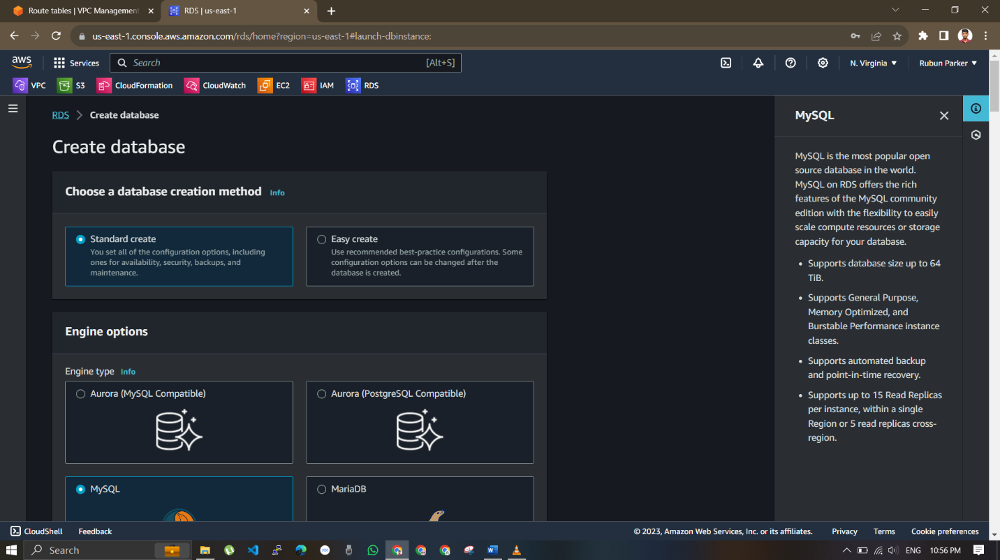 Route tables | VPC Management
RDS | us-east-1
us-east-1.console.aws.amazon.com/rds/home?region=us-east-1#launch-dbinstance:
aws
Services
Search
[Alt+S]
N. Virginia
Rubun Parker
VPC
S3
CloudFormation
CloudWatch
EC2
IAM
RDS
RDS
Create database
Create database
Choose a database creation method Info
Standard create
You set all of the configuration options, including
ones for availability, security, backups, and
maintenance.
Easy create
Use recommended best-practice configurations. Some
configuration options can be changed after the
database is created.
Engine options
Engine type Info
Aurora (MySQL Compatible)
Aurora (PostgreSQL Compatible)
MySQL
MariaDB
MySQL
MySQL is the most popular open
source database in the world.
MySQL on RDS offers the rich
features of the MySQL community
edition with the flexibility to easily
scale compute resources or storage
capacity for your database.
• Supports database size up to 64
TiB.
• Supports General Purpose,
Memory Optimized, and
Burstable Performance instance
classes.
• Supports automated backup
and point-in-time recovery.
• Supports up to 15 Read Replicas
per instance, within a single
Region or 5 read replicas cross-
region.
CloudShell
Feedback
© 2023, Amazon Web Services, Inc. or its affiliates.
Privacy
Terms
Cookie preferences
Search
ENG
10:56 PM